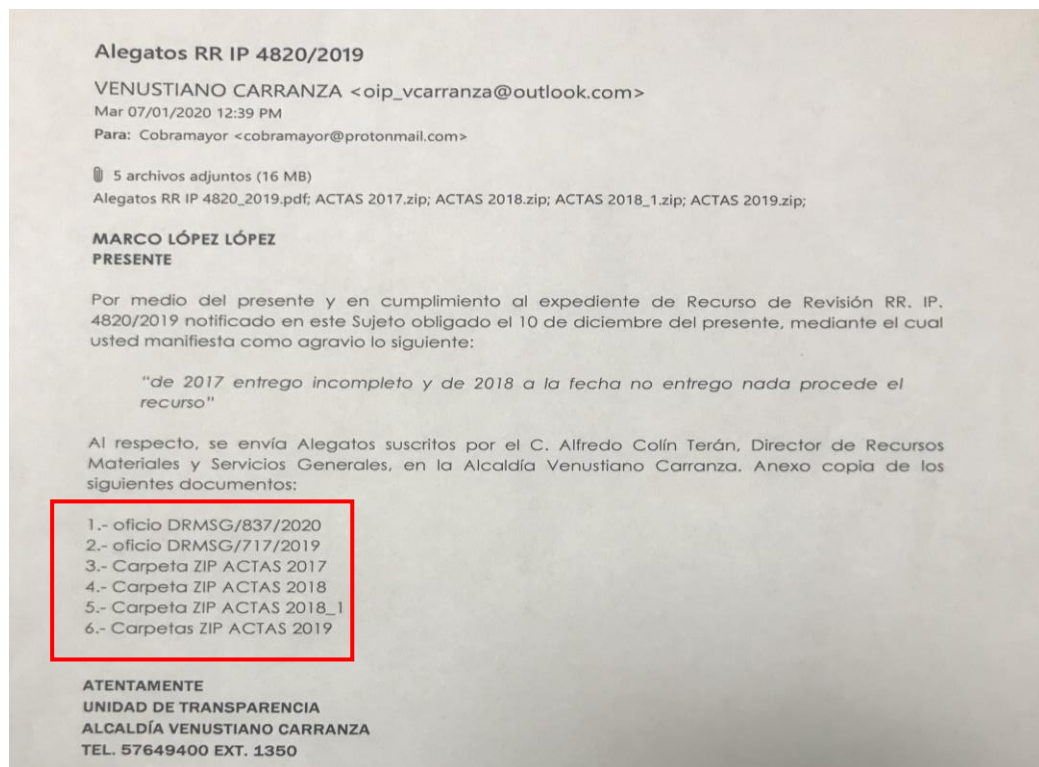 Alegatos RR IP 4820/2019
VENUSTIANO CARRANZA <oip_vcarranza@outlook.com>
Mar 07/01/2020 12:39 PM
Para: Cobramayor <cobramayor@protonmail.com>
5 archivos adjuntos (16 MB)
Alegatos RR IP 4820_2019.pdf; ACTAS 2017.zip; ACTAS 2018.zip; ACTAS 2018_1.zip; ACTAS 2019.zip;
MARCO LÓPEZ LÓPEZ
PRESENTE
Por medio del presente y en cumplimiento al expediente de Recurso de Revisión RR. IP.
4820/2019 notificado en este Sujeto obligado el 10 de diciembre del presente, mediante el cual
usted manifiesta como agravio lo siguiente:
"de 2017 entrego incompleto y de 2018 a la fecha no entrego nada procede el
recurso"
Al respecto, se envía Alegatos suscritos por el C. Alfredo Colín Terán, Director de Recursos
Materiales y Servicios Generales, en la Alcaldía Venustiano Carranza. Anexo copia de los
siguientes documentos:
1.- oficio DRMSG/837/2020
2.- oficio DRMSG/717/2019
3.- Carpeta ZIP ACTAS 2017
4.- Carpeta ZIP ACTAS 2018
5.- Carpeta ZIP ACTAS 2018_1
6.- Carpetas ZIP ACTAS 2019
ATENTAMENTE
UNIDAD DE TRANSPARENCIA
ALCALDÍA VENUSTIANO CARRANZA
TEL. 57649400 EXT. 1350